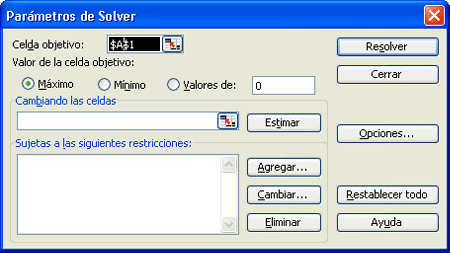 Parámetros de Solver
Celda objetivo: $A$1 Resolver
Valor de la celda objetivo:
Máximo Mínimo Valores de: 0 Cerrar
Cambiando las celdas
Estimar
Opciones...
Sujetas a las siguientes restricciones:
Agregar...
Cambiar... Restablecer todo
Eliminar Ayuda